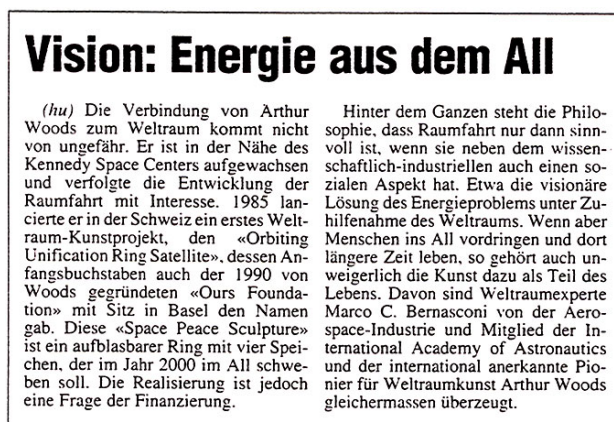 Vision: Energie aus dem All
(hu) Die Verbindung von Arthur
Woods zum Weltraum kommt nicht
von ungefähr. Er ist in der Nähe des
Kennedy Space Centers aufgewachsen
und verfolgte die Entwicklung der
Raumfahrt mit Interesse. 1985 lan-
cierte er in der Schweiz ein erstes Welt-
raum-Kunstprojekt, den «Orbiting
Unification Ring Satellite», dessen An-
fangsbuchstaben auch der 1990 von
Woods gegründeten «Ours Founda-
tion» mit Sitz in Basel den Namen
gab. Diese «Space Peace Sculpture»
ist ein aufblasbarer Ring mit vier Spei-
chen, der im Jahr 2000 im All schwe-
ben soll. Die Realisierung ist jedoch
eine Frage der Finanzierung.
Hinter dem Ganzen steht die Philo-
sophie, dass Raumfahrt nur dann sinn-
voll ist, wenn sie neben dem wissen-
schaftlich-industriellen auch einen so-
zialen Aspekt hat. Etwa die visionäre
Lösung des Energieproblems unter Zu-
hilfenahme des Weltraums. Wenn aber
Menschen ins All vordringen und dort
längere Zeit leben, so gehört auch un-
weigerlich die Kunst dazu als Teil des
Lebens. Davon sind Weltraumexperte
Marco C. Bernasconi von der Aero-
space-Industrie und Mitglied der In-
ternational Academy of Astronautics
und der international anerkannte Pio-
nier für Weltraumkunst Arthur Woods
gleichermassen überzeugt.